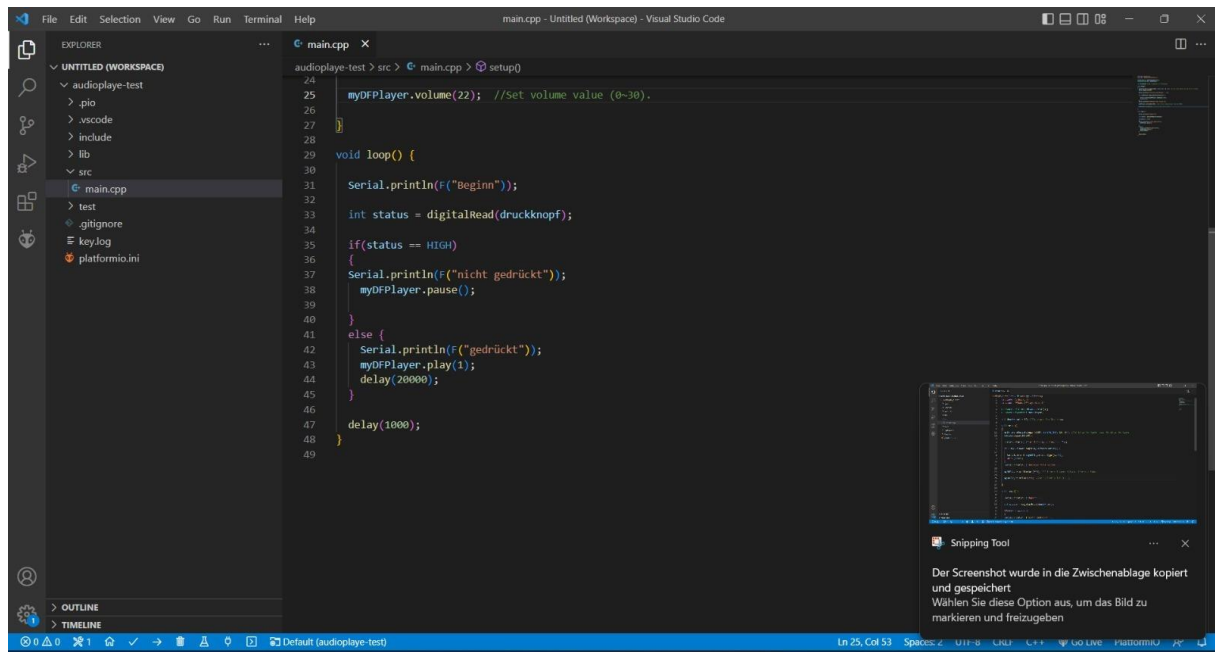 File Edit Selection View Go Run Terminal Help
main.cpp - Untitled (Workspace) - Visual Studio Code
EXPLORER
UNTITLED (WORKSPACE)
audioplaye-test
.pio
.vscode
include
lib
src
main.cpp
test
.gitignore
key.log
platformio.ini
OUTLINE
TIMELINE
main.cpp
audioplaye-test > src > main.cpp > setup()
24
25 myDFPlayer.volume(22); //Set volume value (0~30).
26
27 }
28
29 void loop() {
30
31 Serial.println(F("Beginn"));
32
33 int status = digitalRead(druckknopf);
34
35 if(status == HIGH)
36 {
37 Serial.println(F("nicht gedrückt"));
38 myDFPlayer.pause();
39
40 }
41 else {
42 Serial.println(F("gedrückt"));
43 myDFPlayer.play(1);
44 delay(20000);
45 }
46
47 delay(1000);
48 }
49
Snipping Tool
Der Screenshot wurde in die Zwischenablage kopiert
und gespeichert
Wählen Sie diese Option aus, um das Bild zu
markieren und freizugeben
1
0 0 1 Default (audioplaye-test) Ln 25, Col 53 Spaces: 2 UTF-8 CRLF C++ Go Live PlatformIO